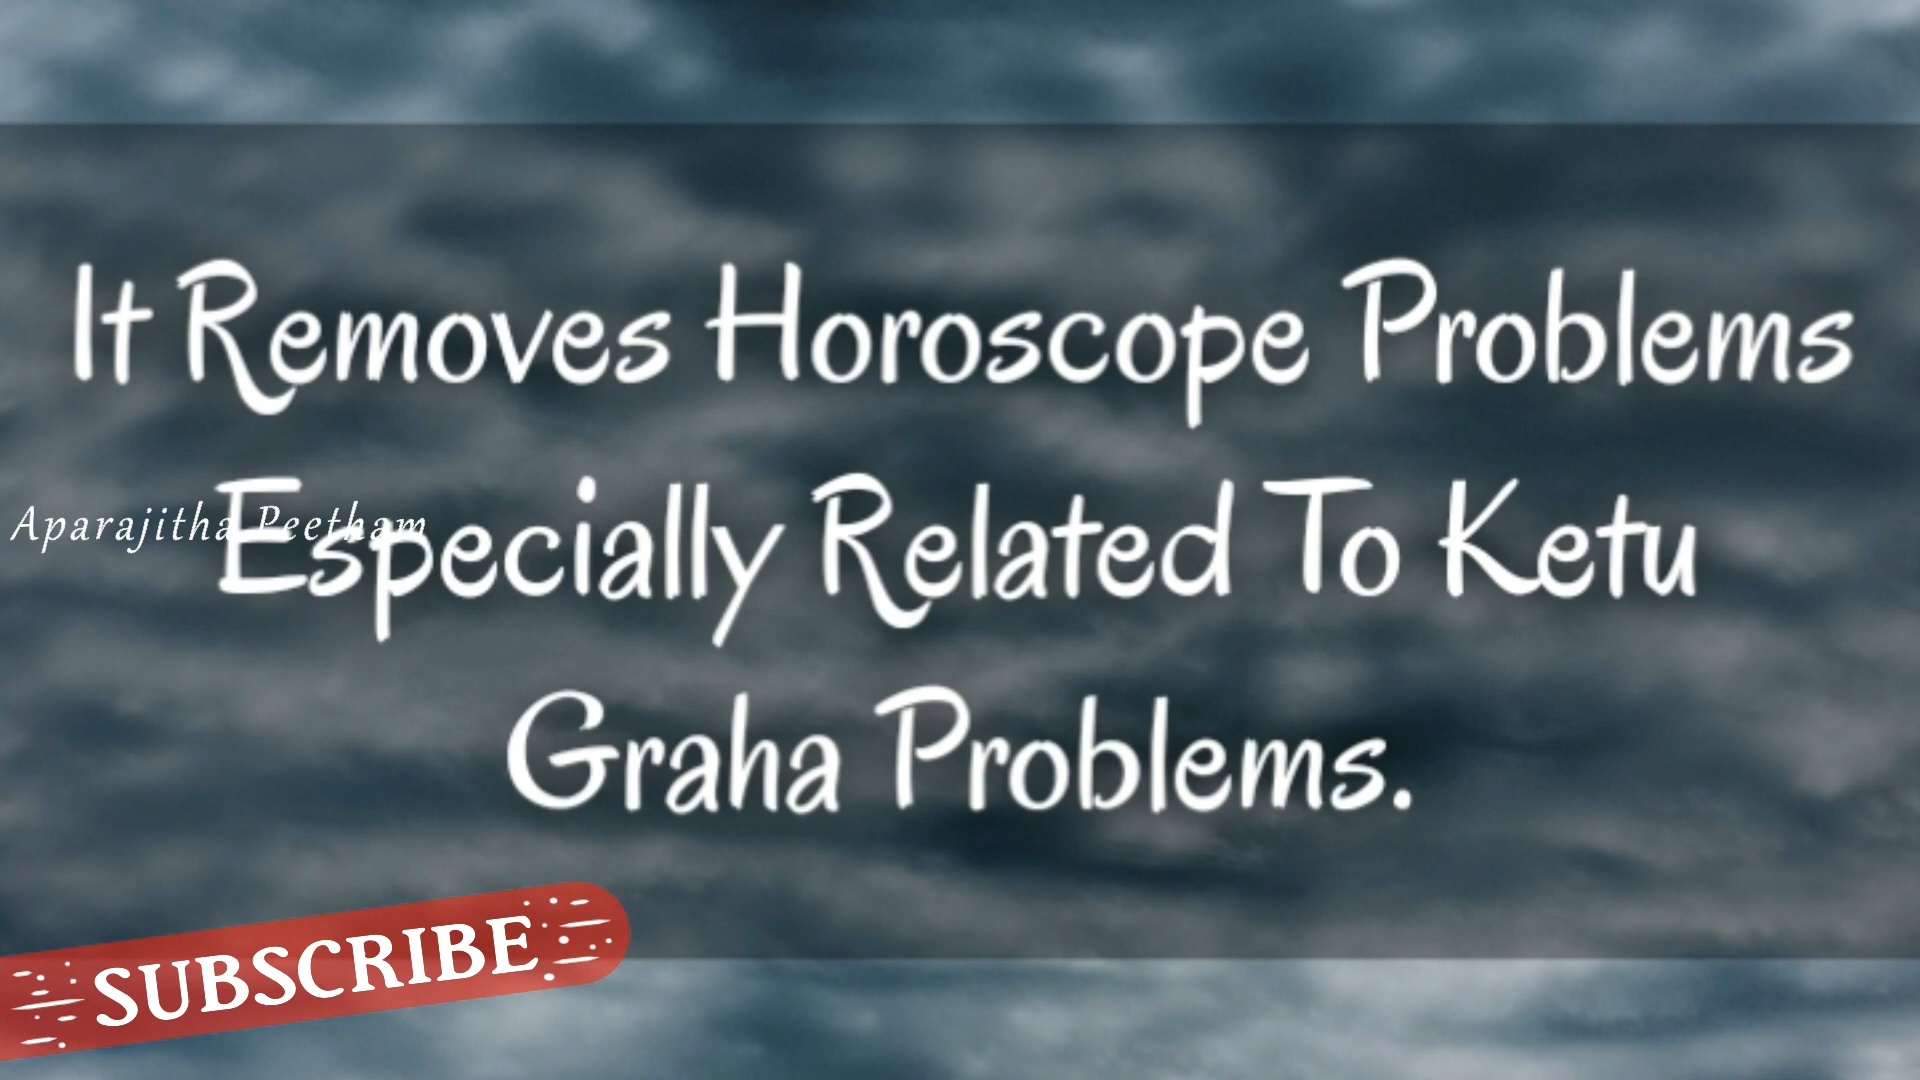 It Removes Horoscope Problems
Aparajitha Peetham
Especially Related To Ketu
Graha Problems.
SUBSCRIBE